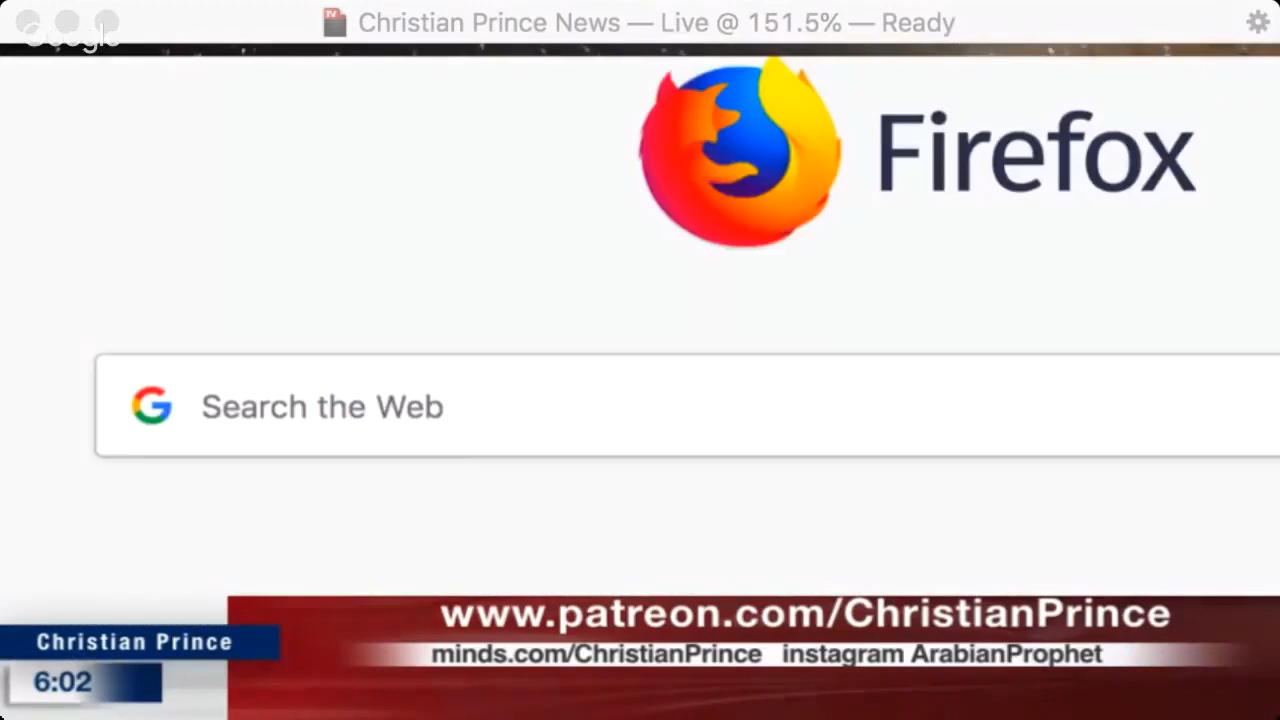 Christian Prince News — Live @ 151.5% — Ready
Google
Firefox
Search the Web
www.patreon.com/ChristianPrince
minds.com/ChristianPrince instagram ArabianProphet
Christian Prince
6:02